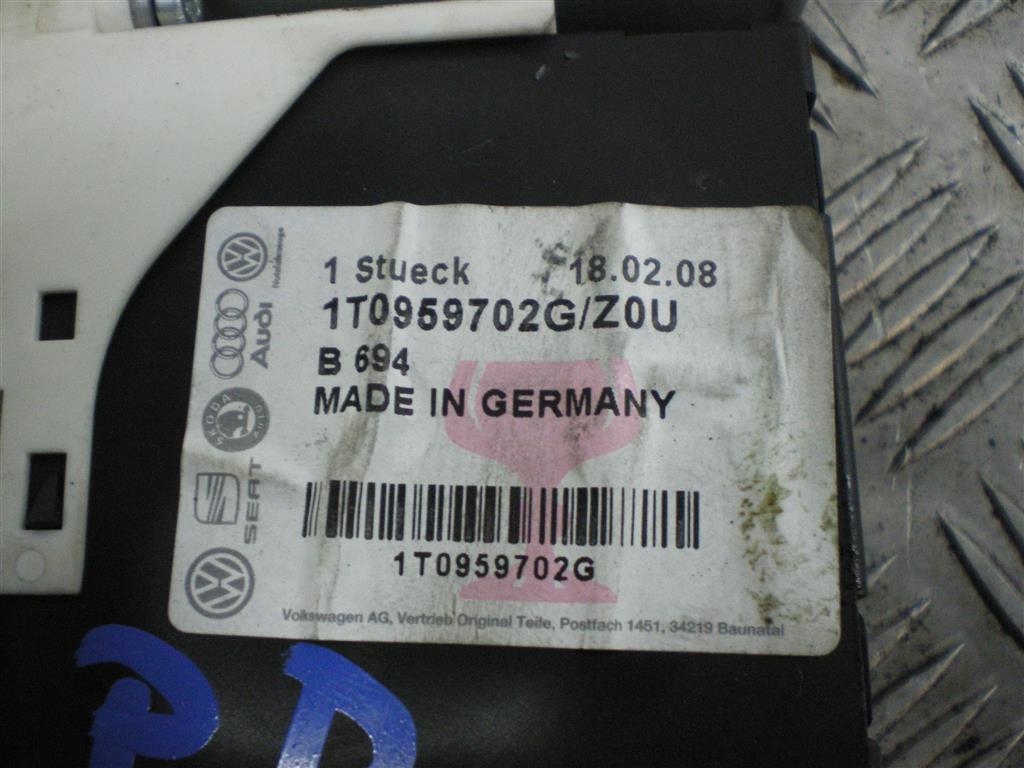 1 Stueck 18.02.08
1T0959702G/Z0U
B 694
MADE IN GERMANY
Audi
SKODA
SEAT
1T0959702G
Volkswagen AG, Vertrieb Original Teile, Postfach 1451, 34219 Baunatal